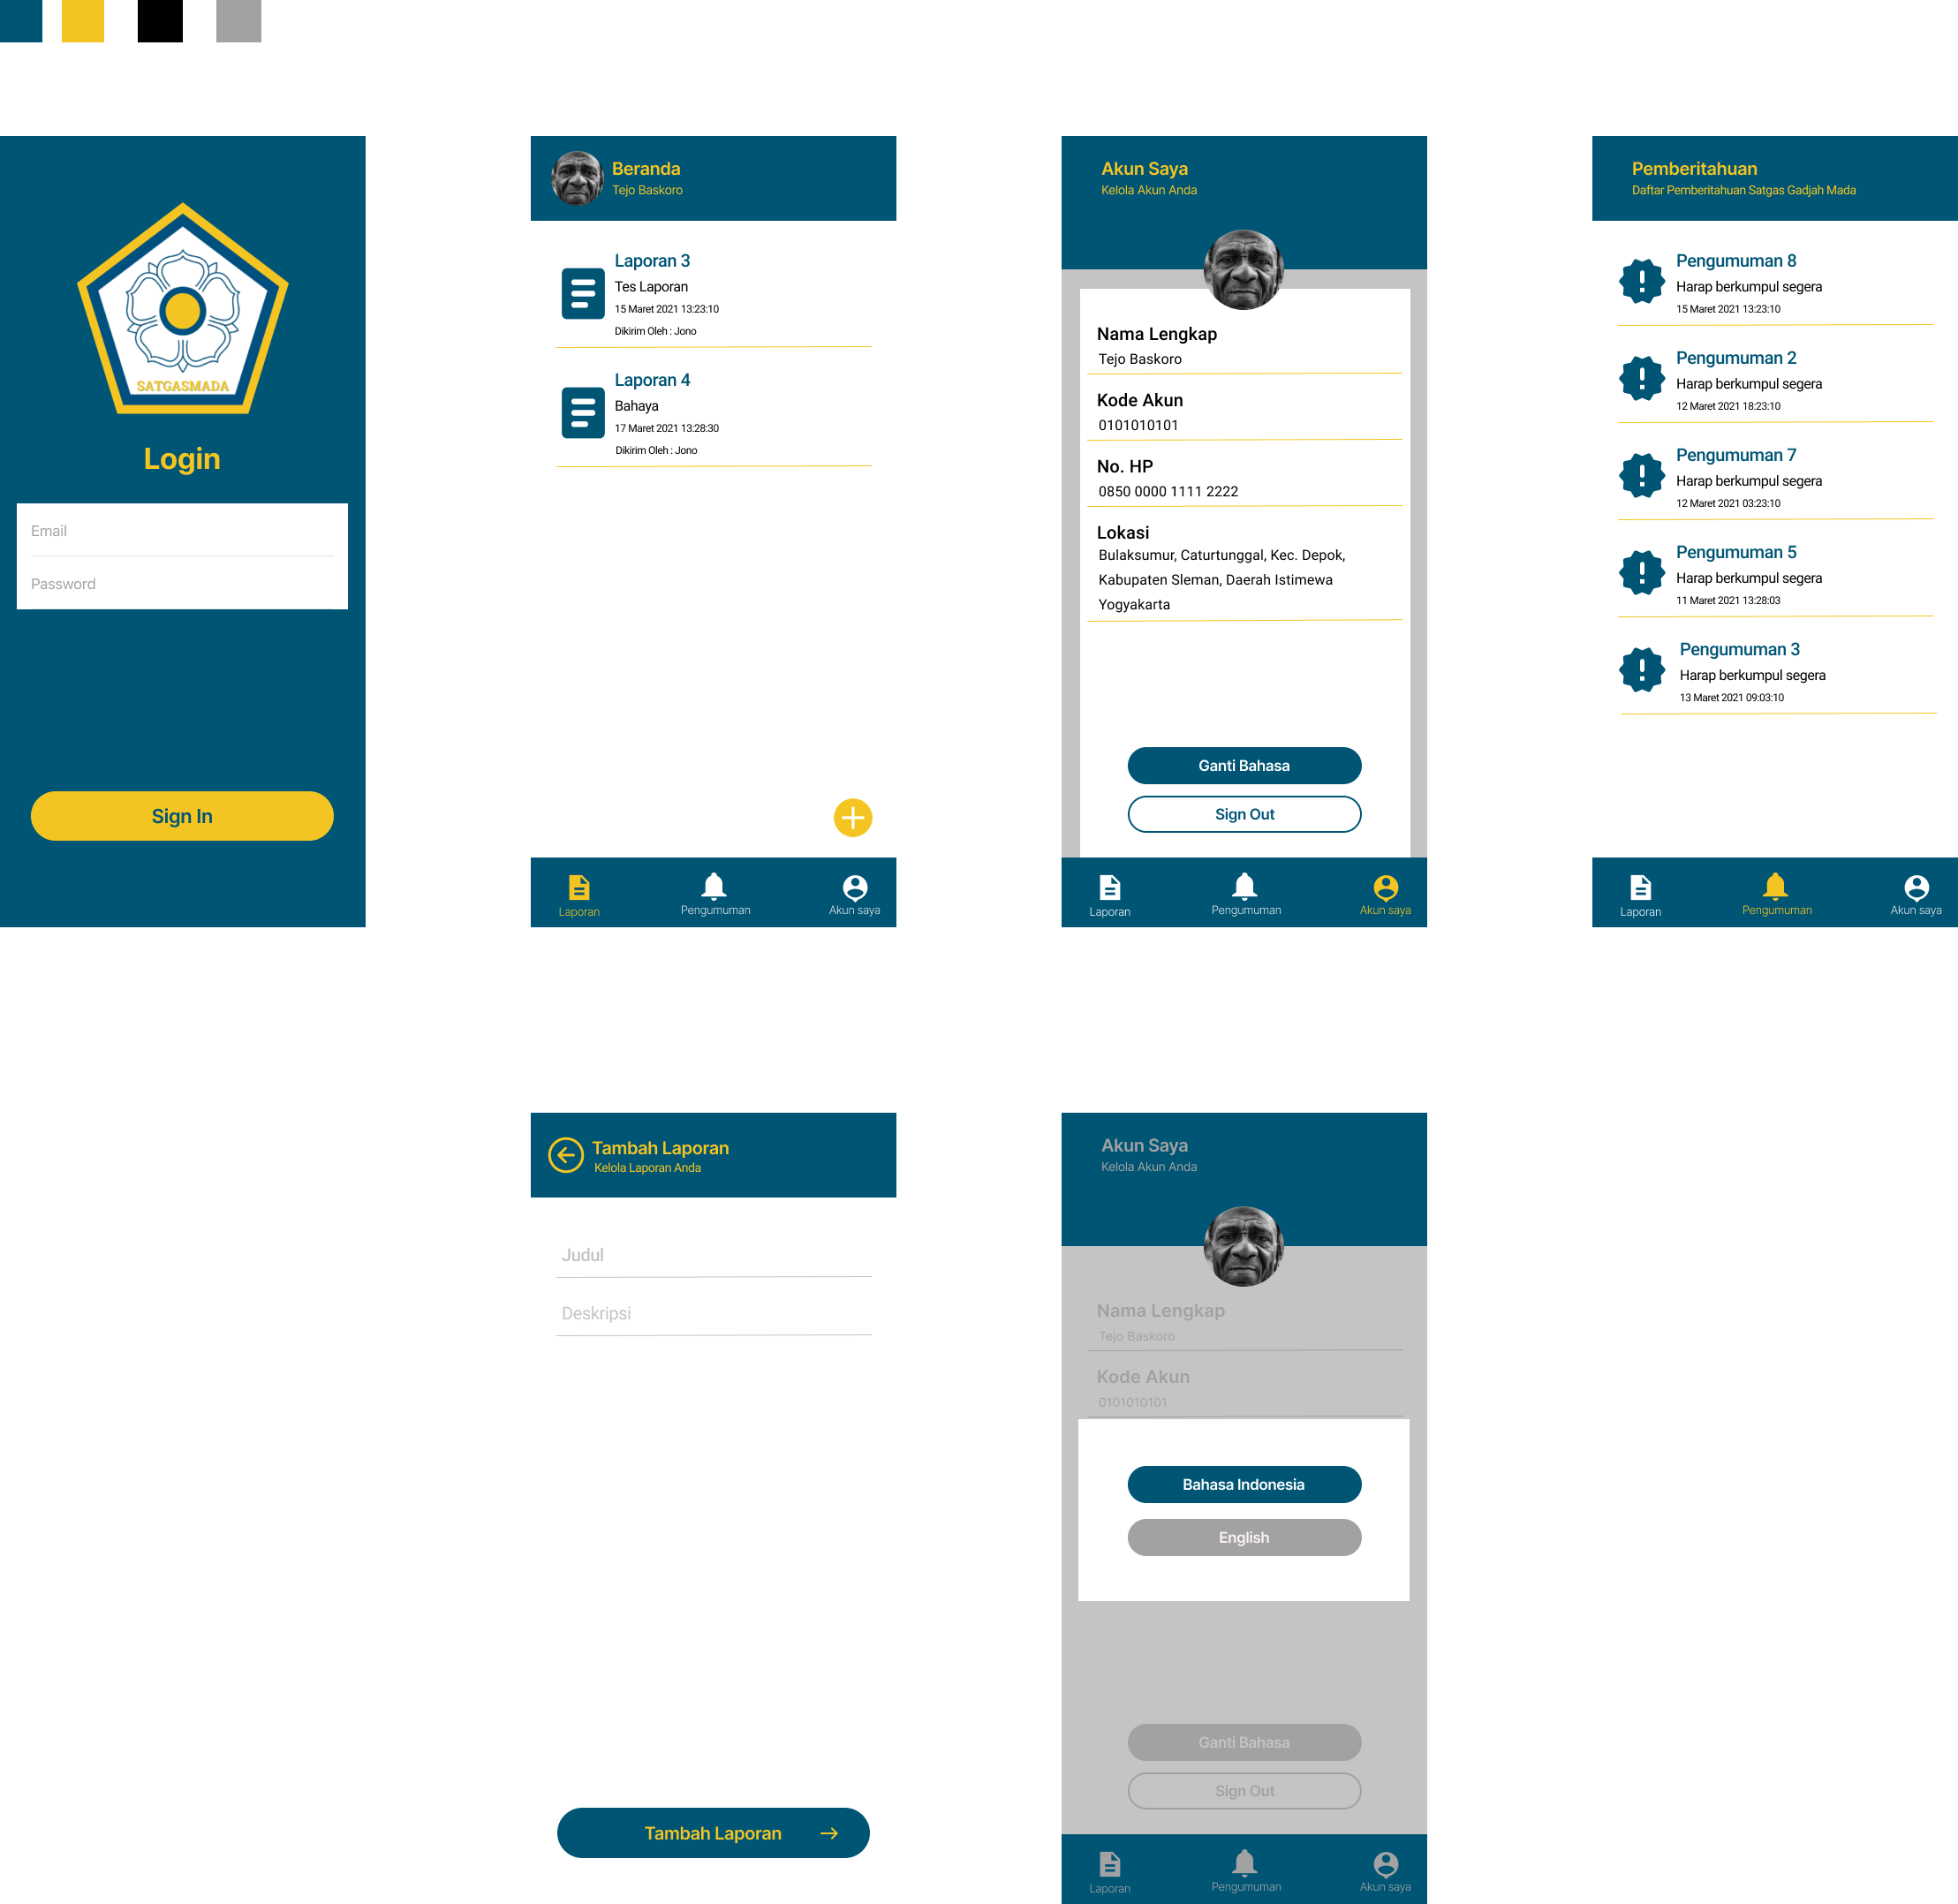 SATGASMADA
Login
Email
Password
Sign In
Beranda
Tejo Baskoro
Laporan 3
Tes Laporan
15 Maret 2021 13:23:10
Dikirim Oleh : Jono
Laporan 4
Bahaya
17 Maret 2021 13:28:30
Dikirim Oleh : Jono
Laporan
Pengumuman
Akun saya
Akun Saya
Kelola Akun Anda
Nama Lengkap
Tejo Baskoro
Kode Akun
0101010101
No. HP
0850 0000 1111 2222
Lokasi
Bulaksumur, Caturtunggal, Kec. Depok,
Kabupaten Sleman, Daerah Istimewa
Yogyakarta
Ganti Bahasa
Sign Out
Laporan
Pengumuman
Akun saya
Pemberitahuan
Daftar Pemberitahuan Satgas Gadjah Mada
Pengumuman 8
Harap berkumpul segera
15 Maret 2021 13:23:10
Pengumuman 2
Harap berkumpul segera
12 Maret 2021 18:23:10
Pengumuman 7
Harap berkumpul segera
12 Maret 2021 03:23:10
Pengumuman 5
Harap berkumpul segera
11 Maret 2021 13:28:03
Pengumuman 3
Harap berkumpul segera
13 Maret 2021 09:03:10
Laporan
Pengumuman
Akun saya
Tambah Laporan
Kelola Laporan Anda
Judul
Deskripsi
Tambah Laporan
Akun Saya
Kelola Akun Anda
Nama Lengkap
Tejo Baskoro
Kode Akun
0101010101
Bahasa Indonesia
English
Ganti Bahasa
Sign Out
Laporan
Pengumuman
Akun saya